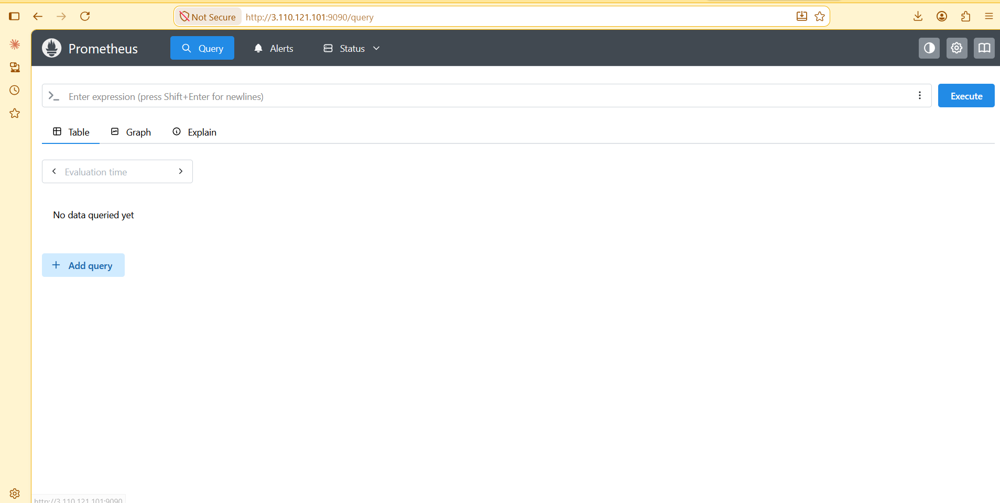 Not Secure http://3.110.121.101:9090/query
Prometheus Query Alerts Status
Enter expression (press Shift+Enter for newlines) Execute
Table Graph Explain
Evaluation time
No data queried yet
Add query
http://3.110.121.101:9090